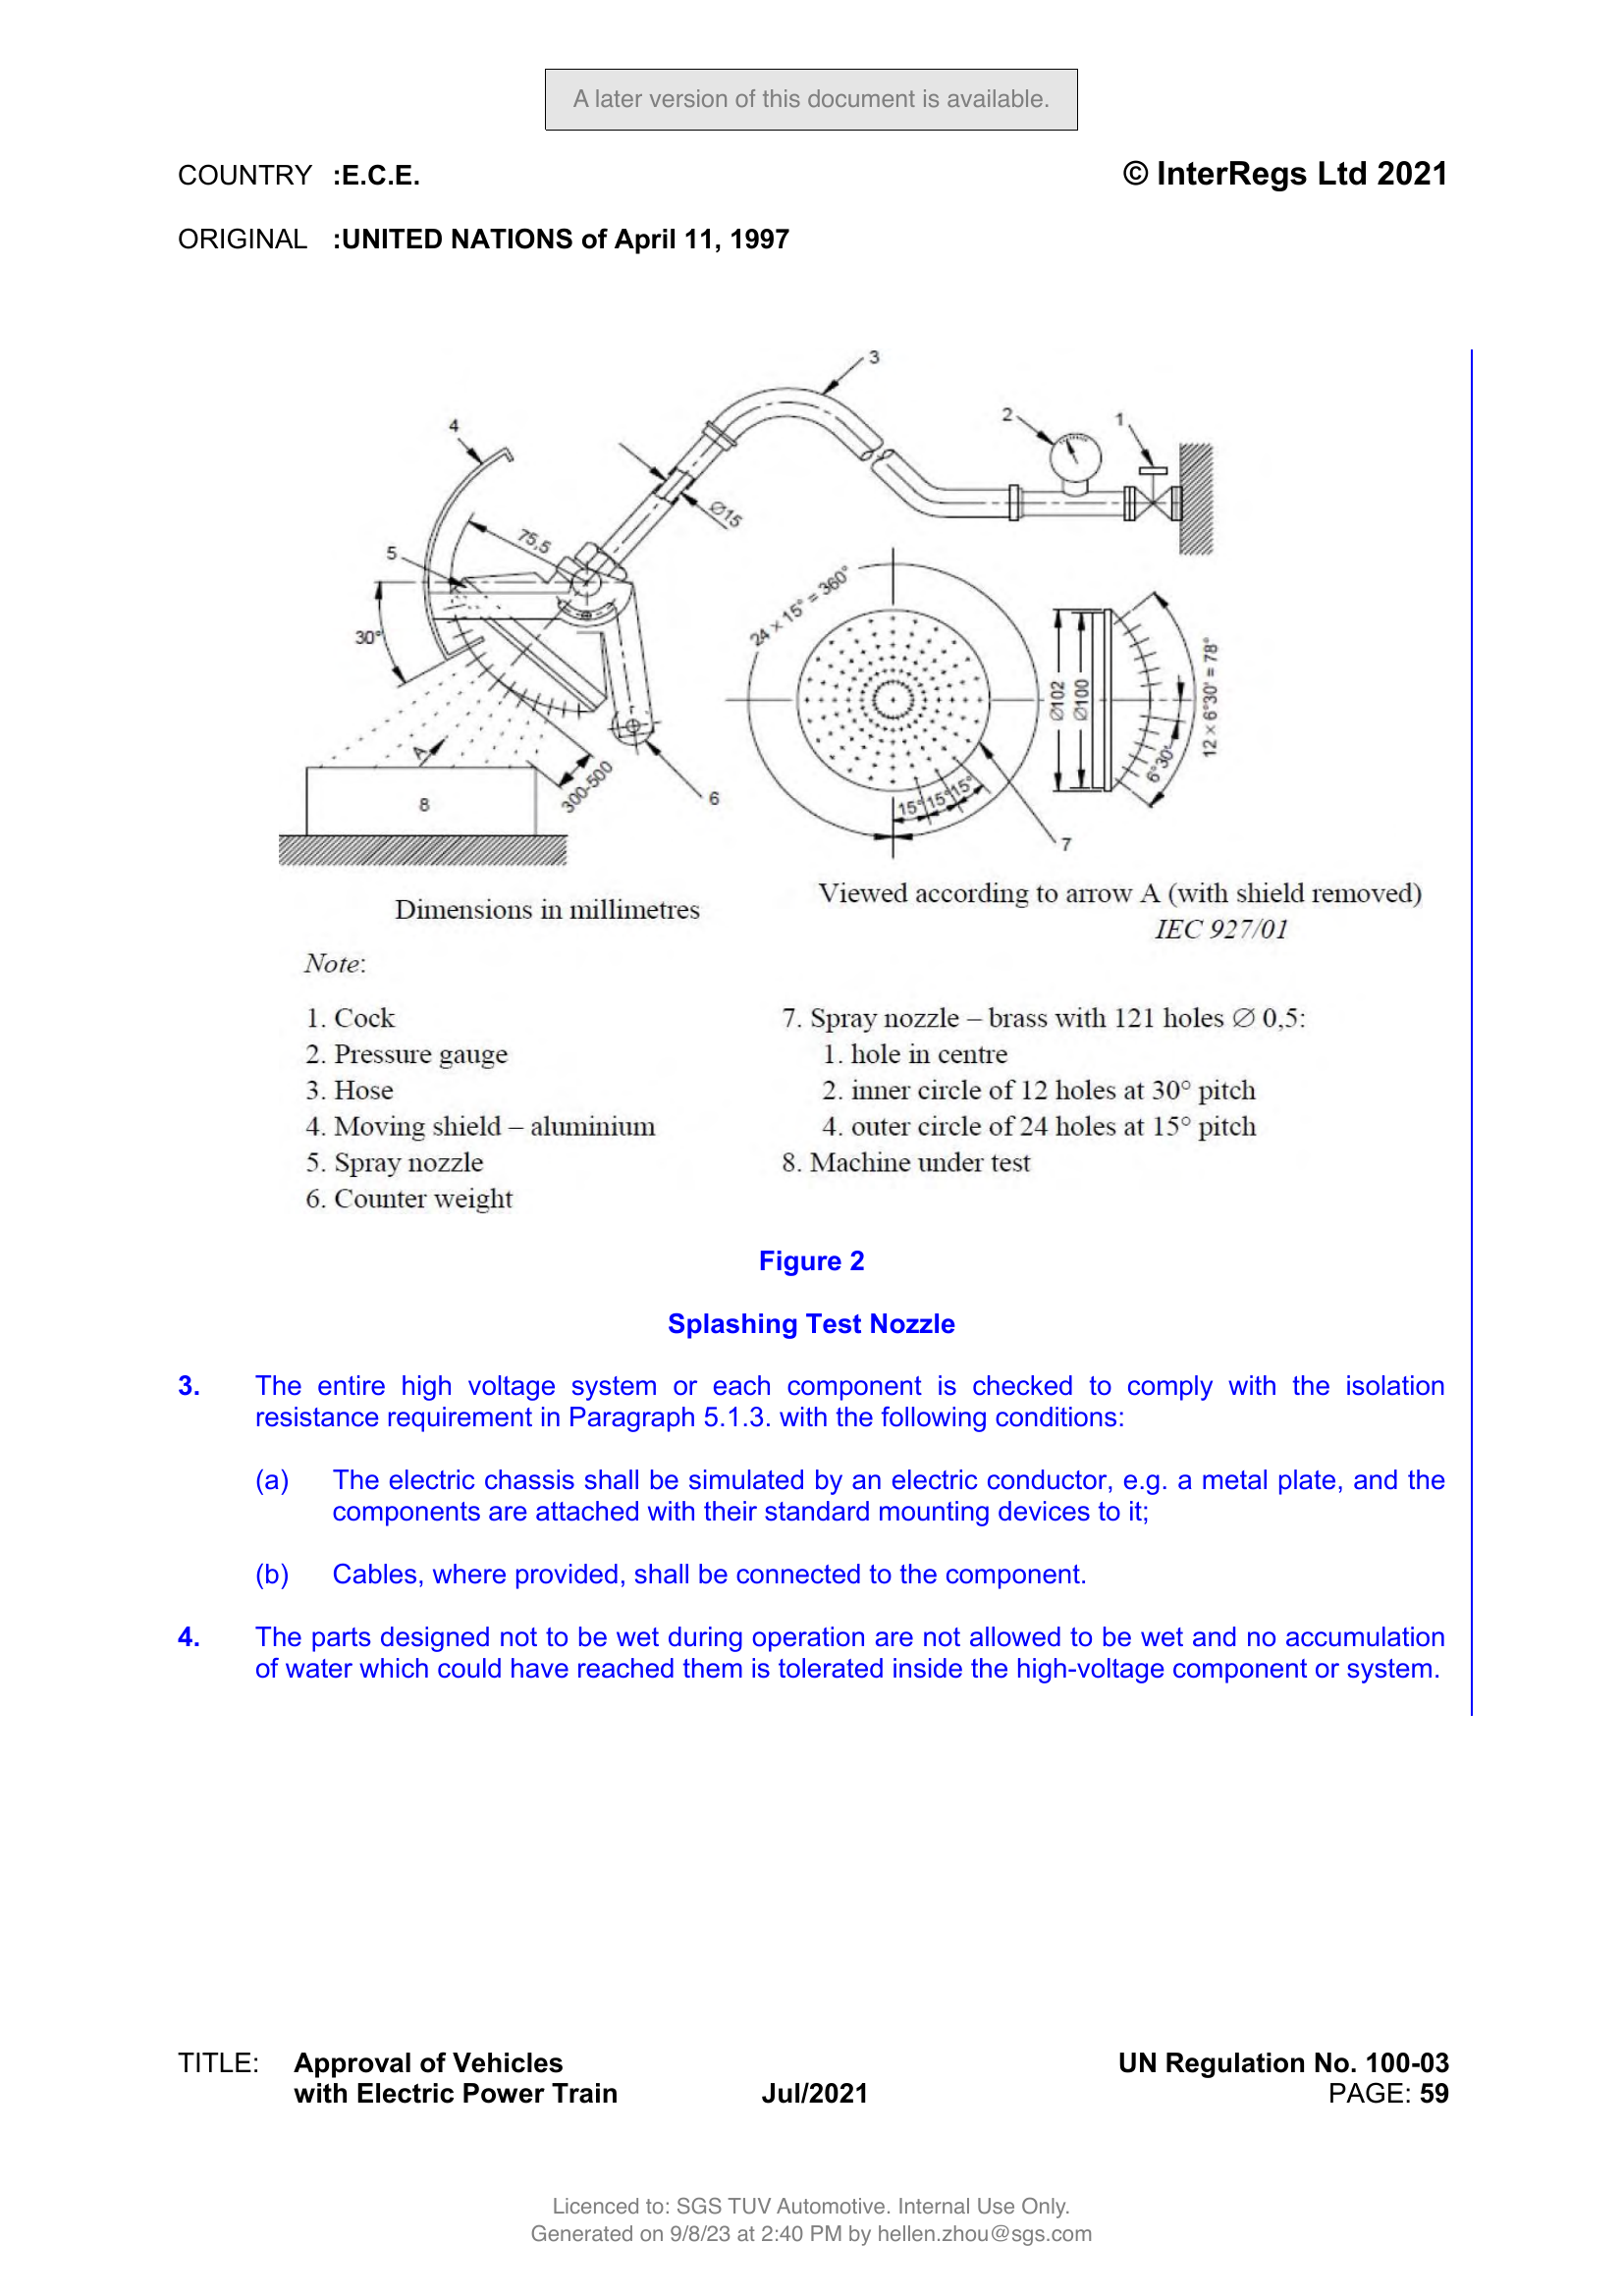 A later version of this document is available.
COUNTRY :E.C.E. © InterRegs Ltd 2021
ORIGINAL :UNITED NATIONS of April 11, 1997
3
2
1
4
Ø15
75,5
5
30°
24 × 15° = 360°
Ø102
Ø100
12 × 6°30' = 78°
6°30'
A
300-500
8
6
15° 15° 15°
7
Dimensions in millimetres
Viewed according to arrow A (with shield removed)
IEC 927/01
Note:
1. Cock
2. Pressure gauge
3. Hose
4. Moving shield – aluminium
5. Spray nozzle
6. Counter weight
7. Spray nozzle – brass with 121 holes Ø 0,5:
1. hole in centre
2. inner circle of 12 holes at 30° pitch
4. outer circle of 24 holes at 15° pitch
8. Machine under test
Figure 2
Splashing Test Nozzle
3. The entire high voltage system or each component is checked to comply with the isolation
resistance requirement in Paragraph 5.1.3. with the following conditions:
(a) The electric chassis shall be simulated by an electric conductor, e.g. a metal plate, and the
components are attached with their standard mounting devices to it;
(b) Cables, where provided, shall be connected to the component.
4. The parts designed not to be wet during operation are not allowed to be wet and no accumulation
of water which could have reached them is tolerated inside the high-voltage component or system.
TITLE: Approval of Vehicles UN Regulation No. 100-03
with Electric Power Train Jul/2021 PAGE: 59
Licenced to: SGS TUV Automotive. Internal Use Only.
Generated on 9/8/23 at 2:40 PM by hellen.zhou@sgs.com